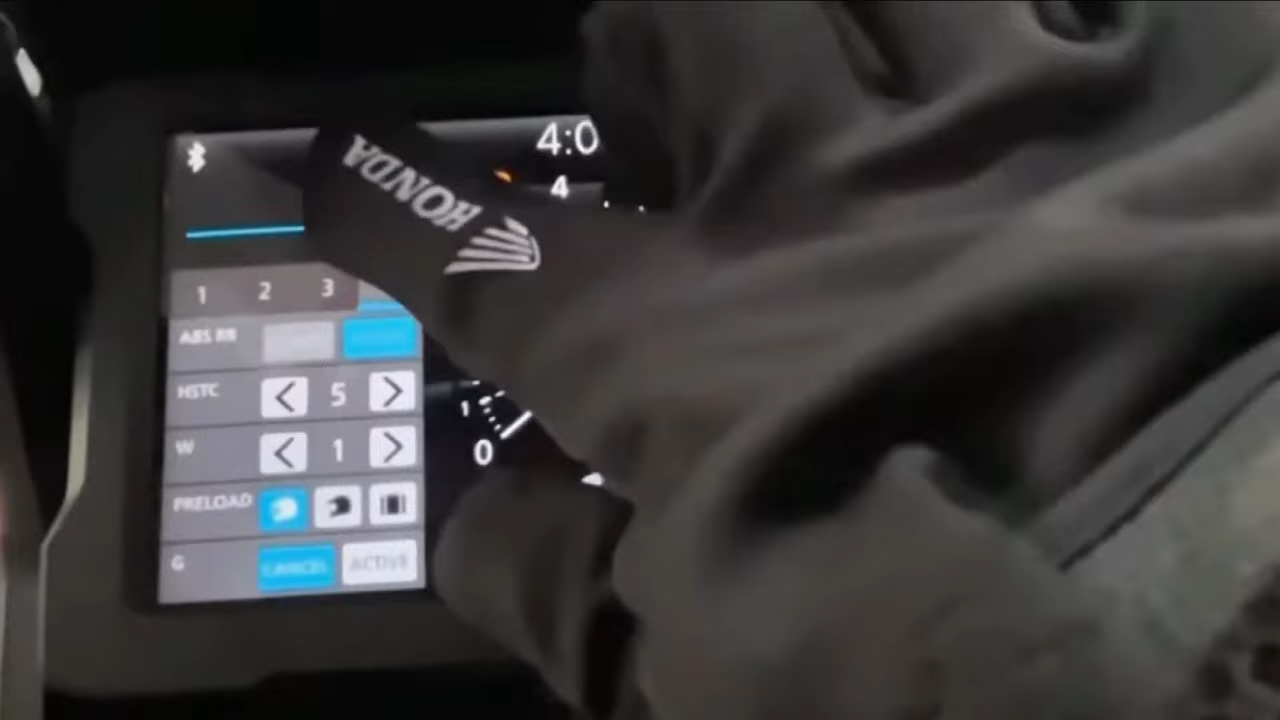 4:0
4
HONDA
1 2 3
ABS RR
HSTC < 5 >
W < 1 >
1
0
PRELOAD
G CANCEL ACTIVE